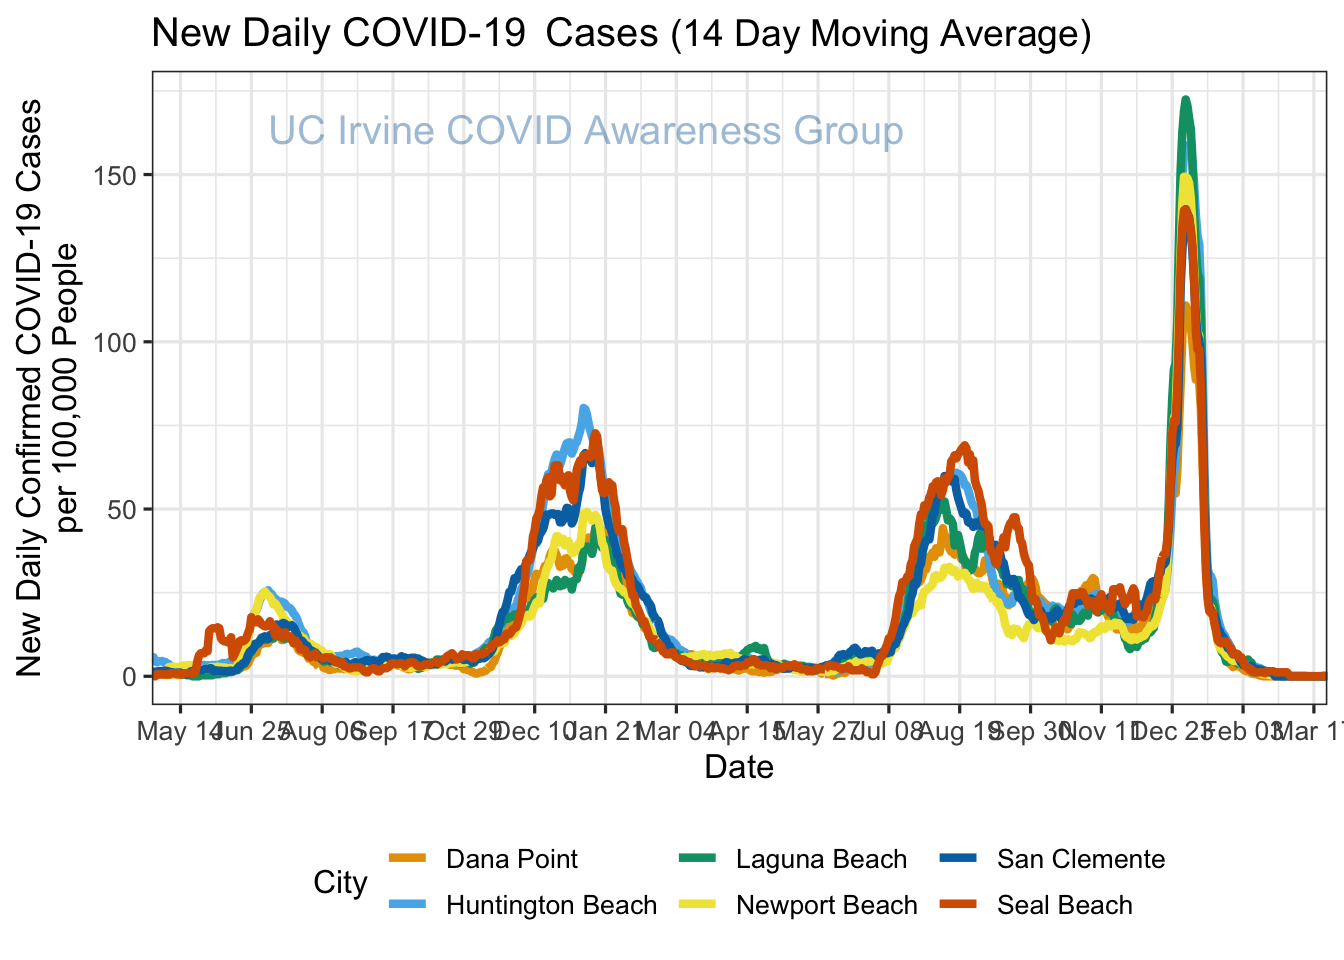 New Daily COVID-19  Cases (14 Day Moving Average)
UC Irvine COVID Awareness Group
New Daily Confirmed COVID-19 Cases
per 100,000 People
150
100
50
0
May 14 Jun 25 Aug 06 Sep 17 Oct 29 Dec 10 Jan 21 Mar 04 Apr 15 May 27 Jul 08 Aug 19 Sep 30 Nov 11 Dec 23 Feb 03 Mar 17
Date
City
Dana Point Laguna Beach San Clemente
Huntington Beach Newport Beach Seal Beach